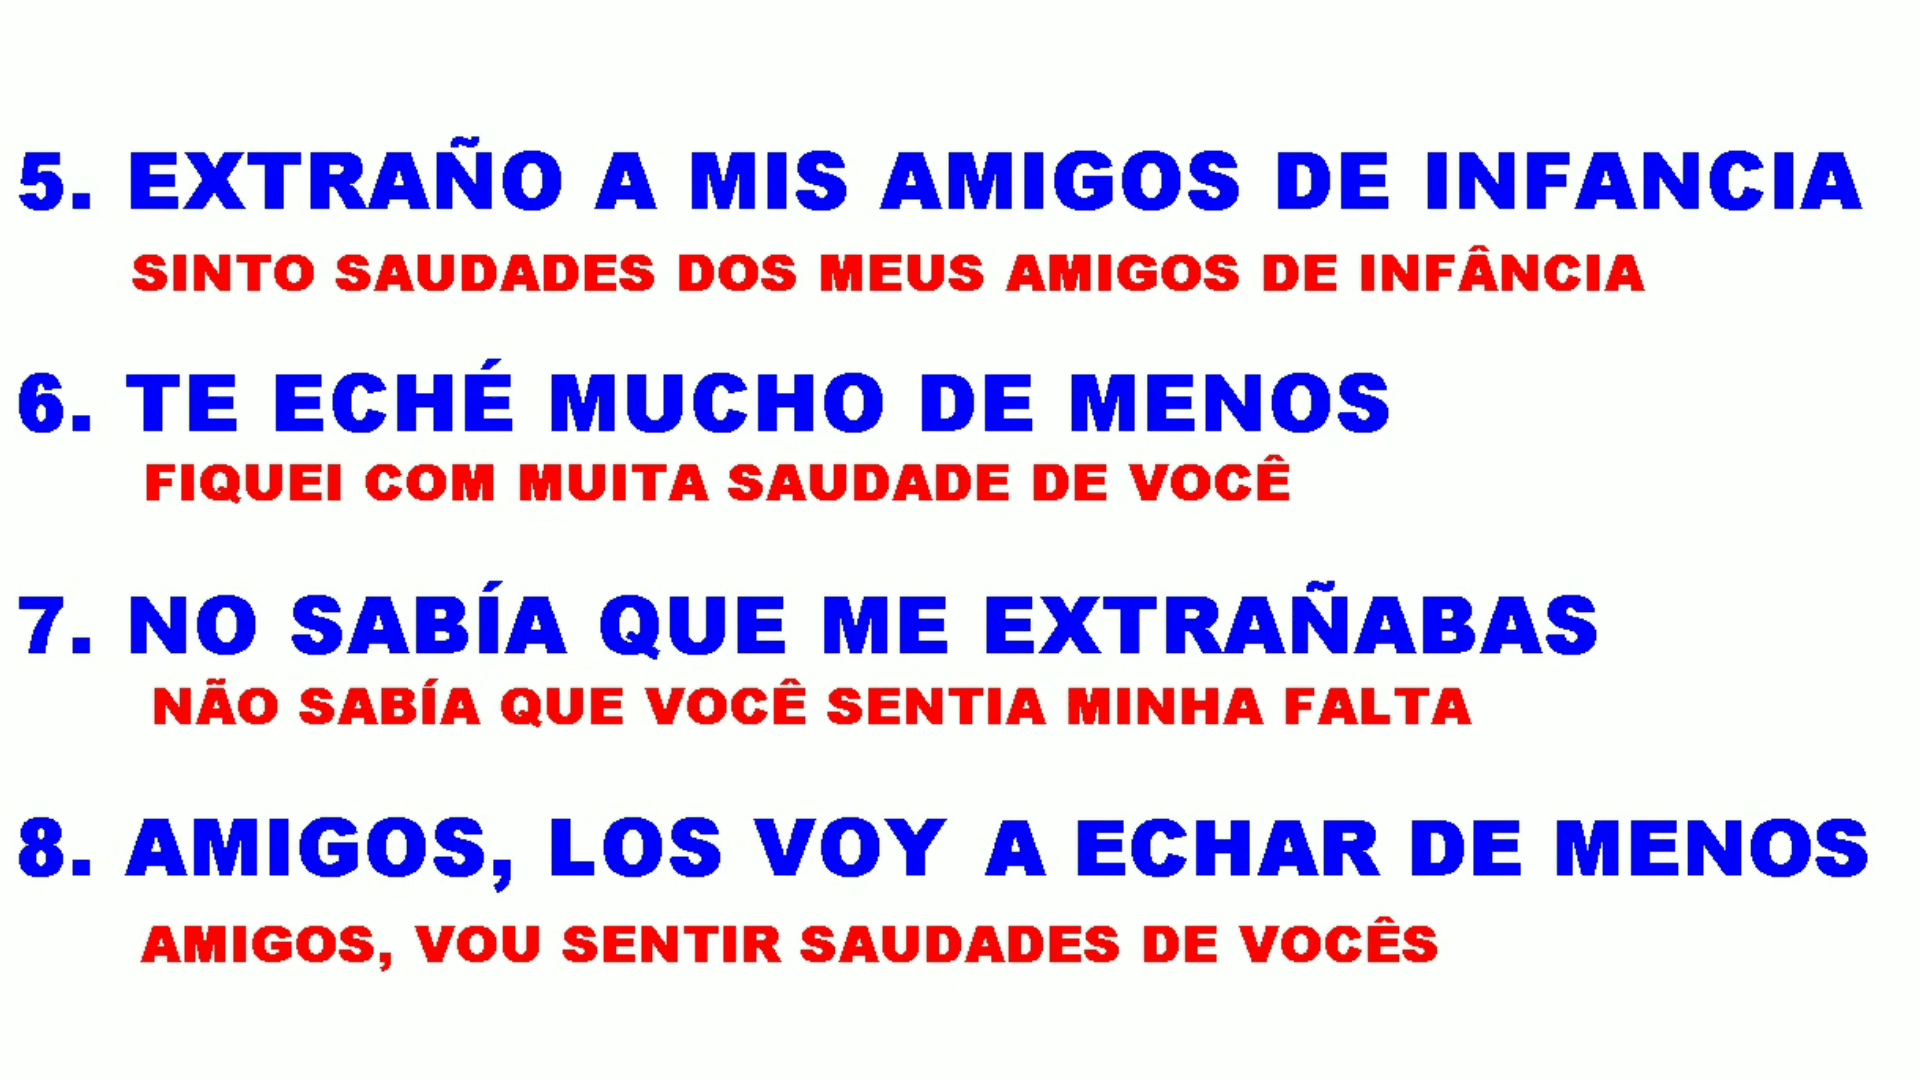 5. EXTRAÑO A MIS AMIGOS DE INFANCIA
SINTO SAUDADES DOS MEUS AMIGOS DE INFÂNCIA
6. TE ECHÉ MUCHO DE MENOS
FIQUEI COM MUITA SAUDADE DE VOCÊ
7. NO SABÍA QUE ME EXTRAÑABAS
NÃO SABÍA QUE VOCÊ SENTIA MINHA FALTA
8. AMIGOS, LOS VOY A ECHAR DE MENOS
AMIGOS, VOU SENTIR SAUDADES DE VOCÊS